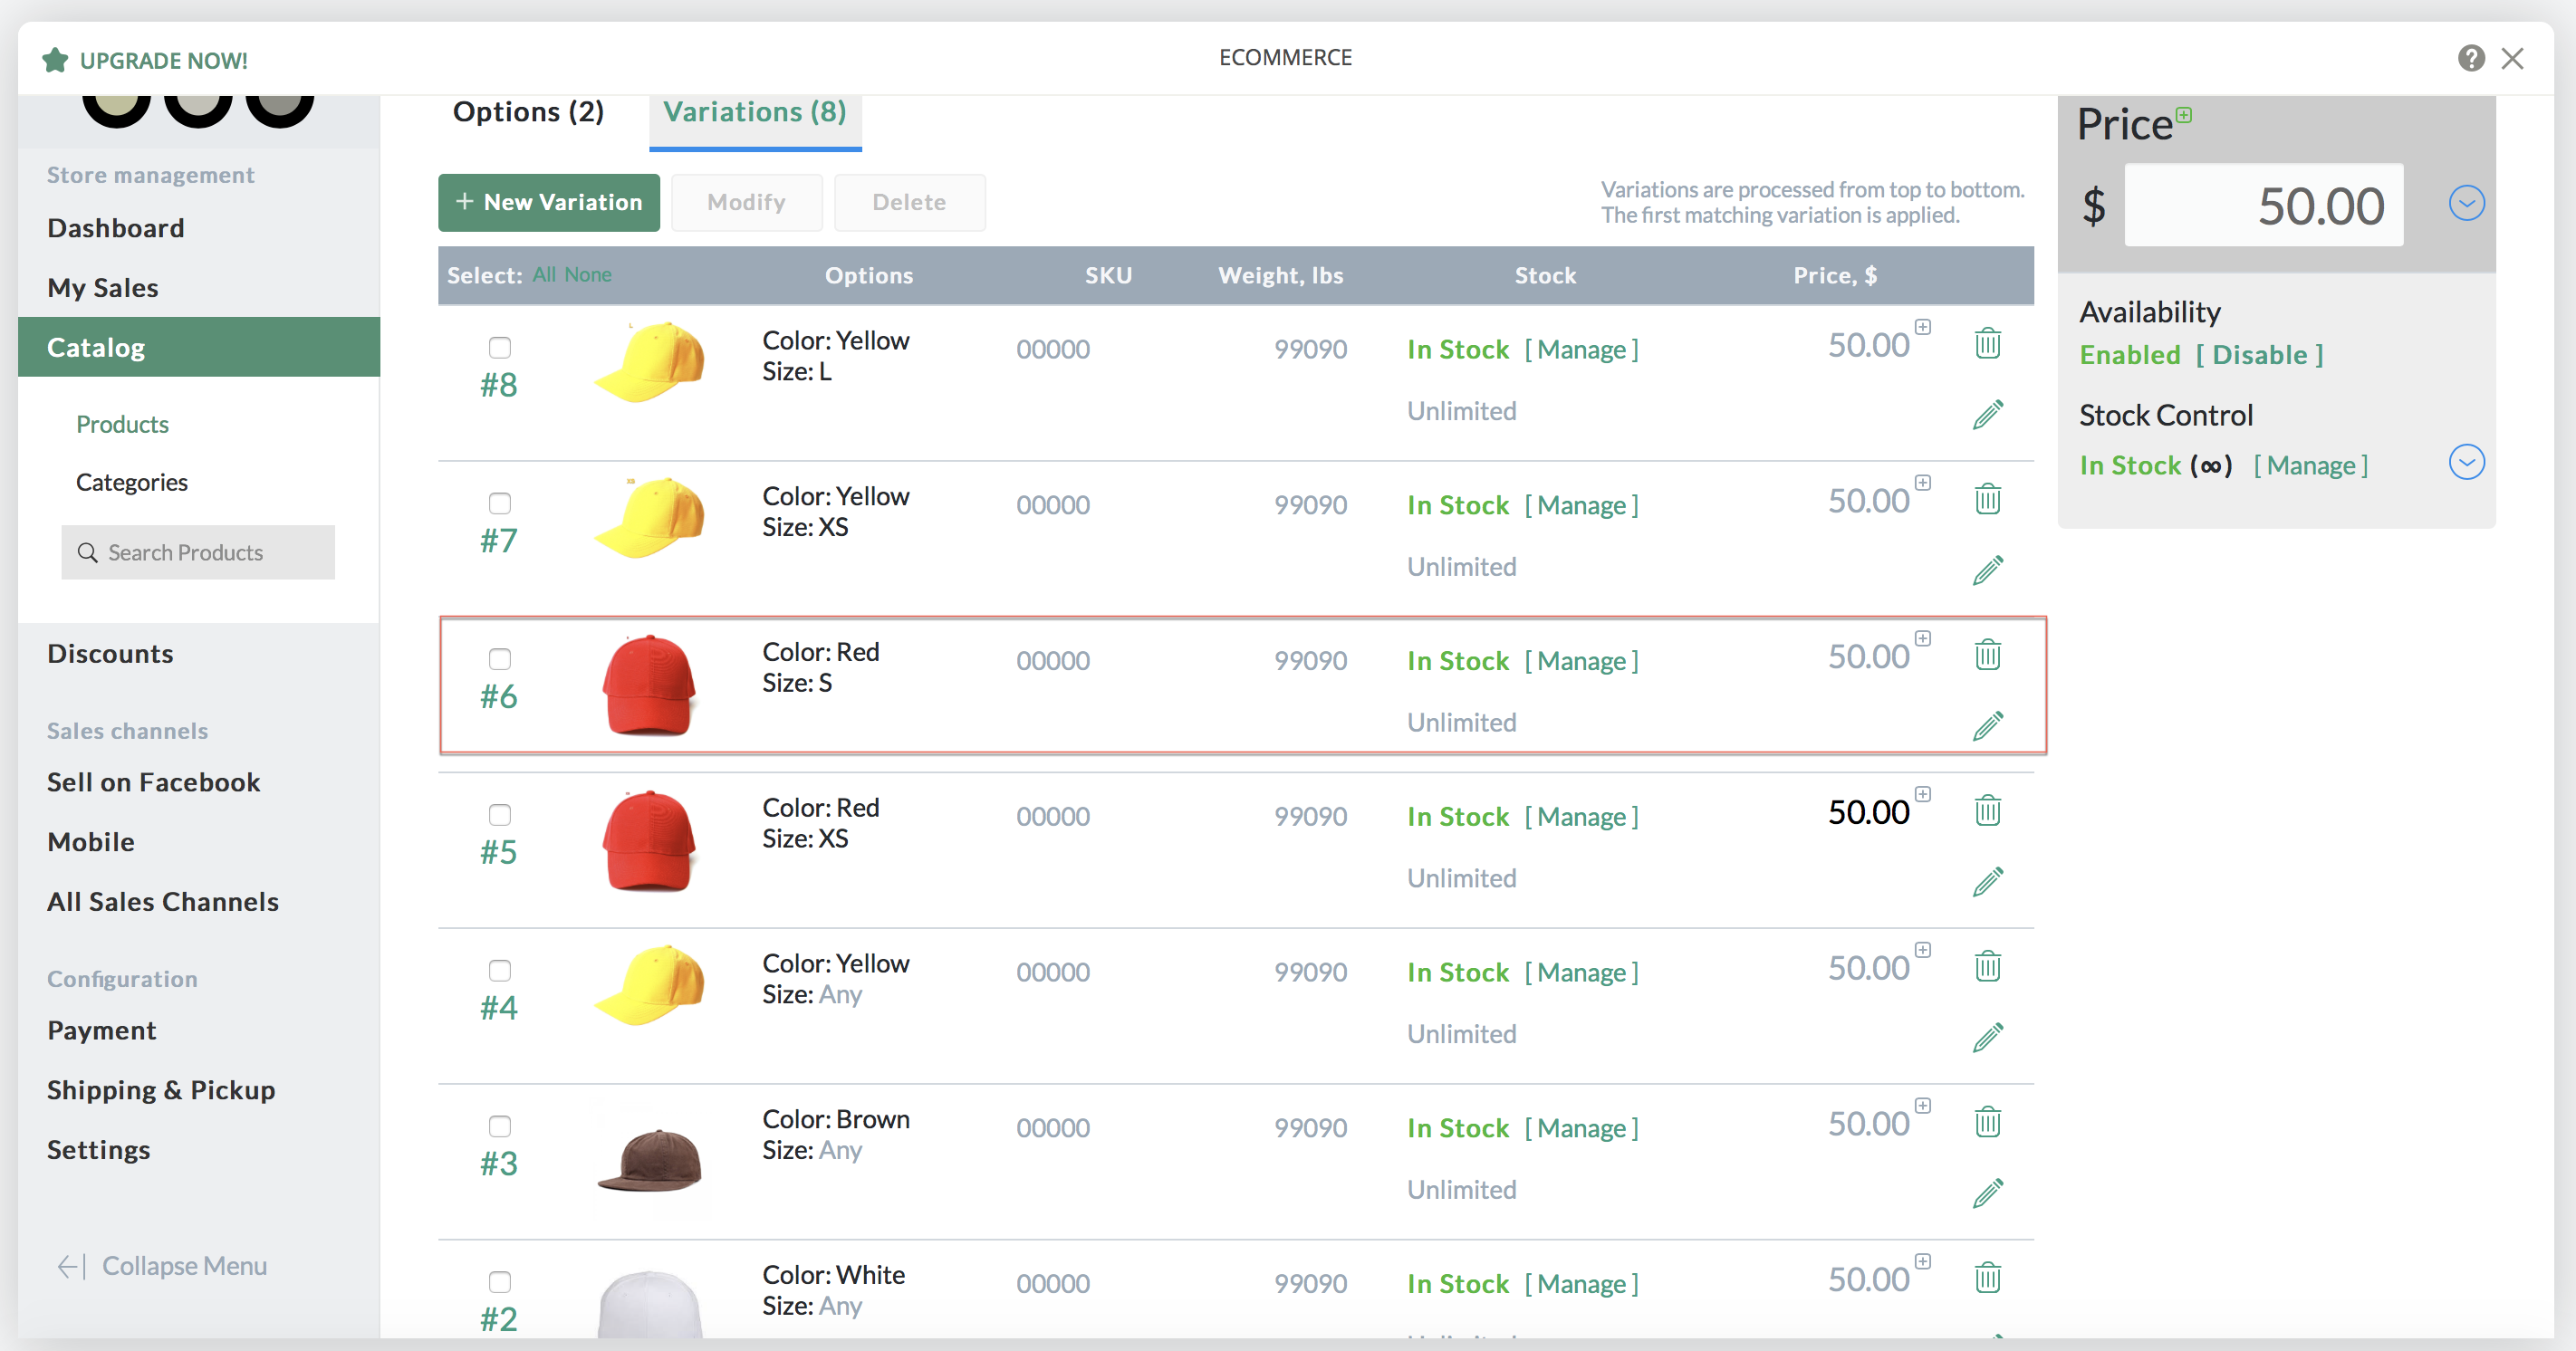 UPGRADE NOW!
ECOMMERCE
Store management
Dashboard
My Sales
Catalog
Products
Categories
Search Products
Discounts
Sales channels
Sell on Facebook
Mobile
All Sales Channels
Configuration
Payment
Shipping & Pickup
Settings
Collapse Menu
Options (2) Variations (8)
+ New Variation Modify Delete
Variations are processed from top to bottom.
The first matching variation is applied.
Select: All None Options SKU Weight, lbs Stock Price, $
#8
Color: Yellow
Size: L
00000 99090 In Stock [ Manage ] 50.00
Unlimited
#7
Color: Yellow
Size: XS
00000 99090 In Stock [ Manage ] 50.00
Unlimited
#6
Color: Red
Size: S
00000 99090 In Stock [ Manage ] 50.00
Unlimited
#5
Color: Red
Size: XS
00000 99090 In Stock [ Manage ] 50.00
Unlimited
#4
Color: Yellow
Size: Any
00000 99090 In Stock [ Manage ] 50.00
Unlimited
#3
Color: Brown
Size: Any
00000 99090 In Stock [ Manage ] 50.00
Unlimited
#2
Color: White
Size: Any
00000 99090 In Stock [ Manage ] 50.00
Price
$ 50.00
Availability
Enabled [ Disable ]
Stock Control
In Stock (∞) [ Manage ]